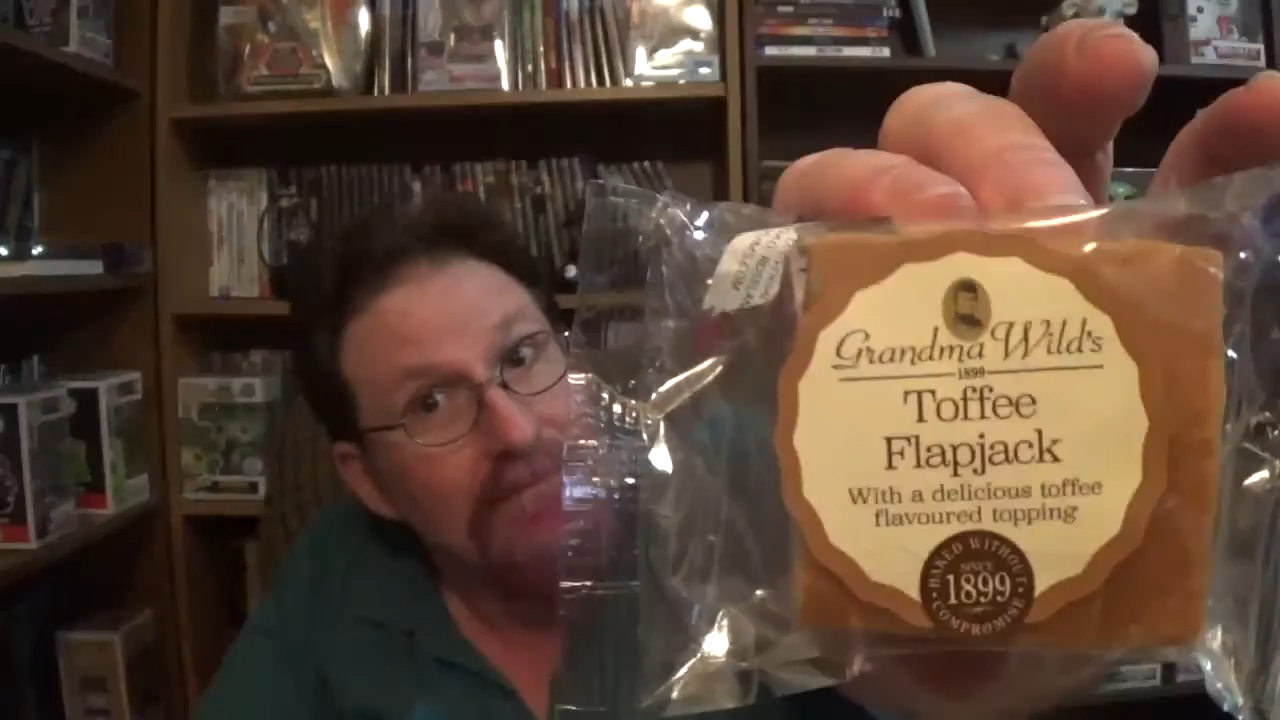 Grandma Wild's
1899
Toffee
Flapjack
With a delicious toffee
flavoured topping
BAKED WITHOUT
SINCE
1899
COMPROMISE